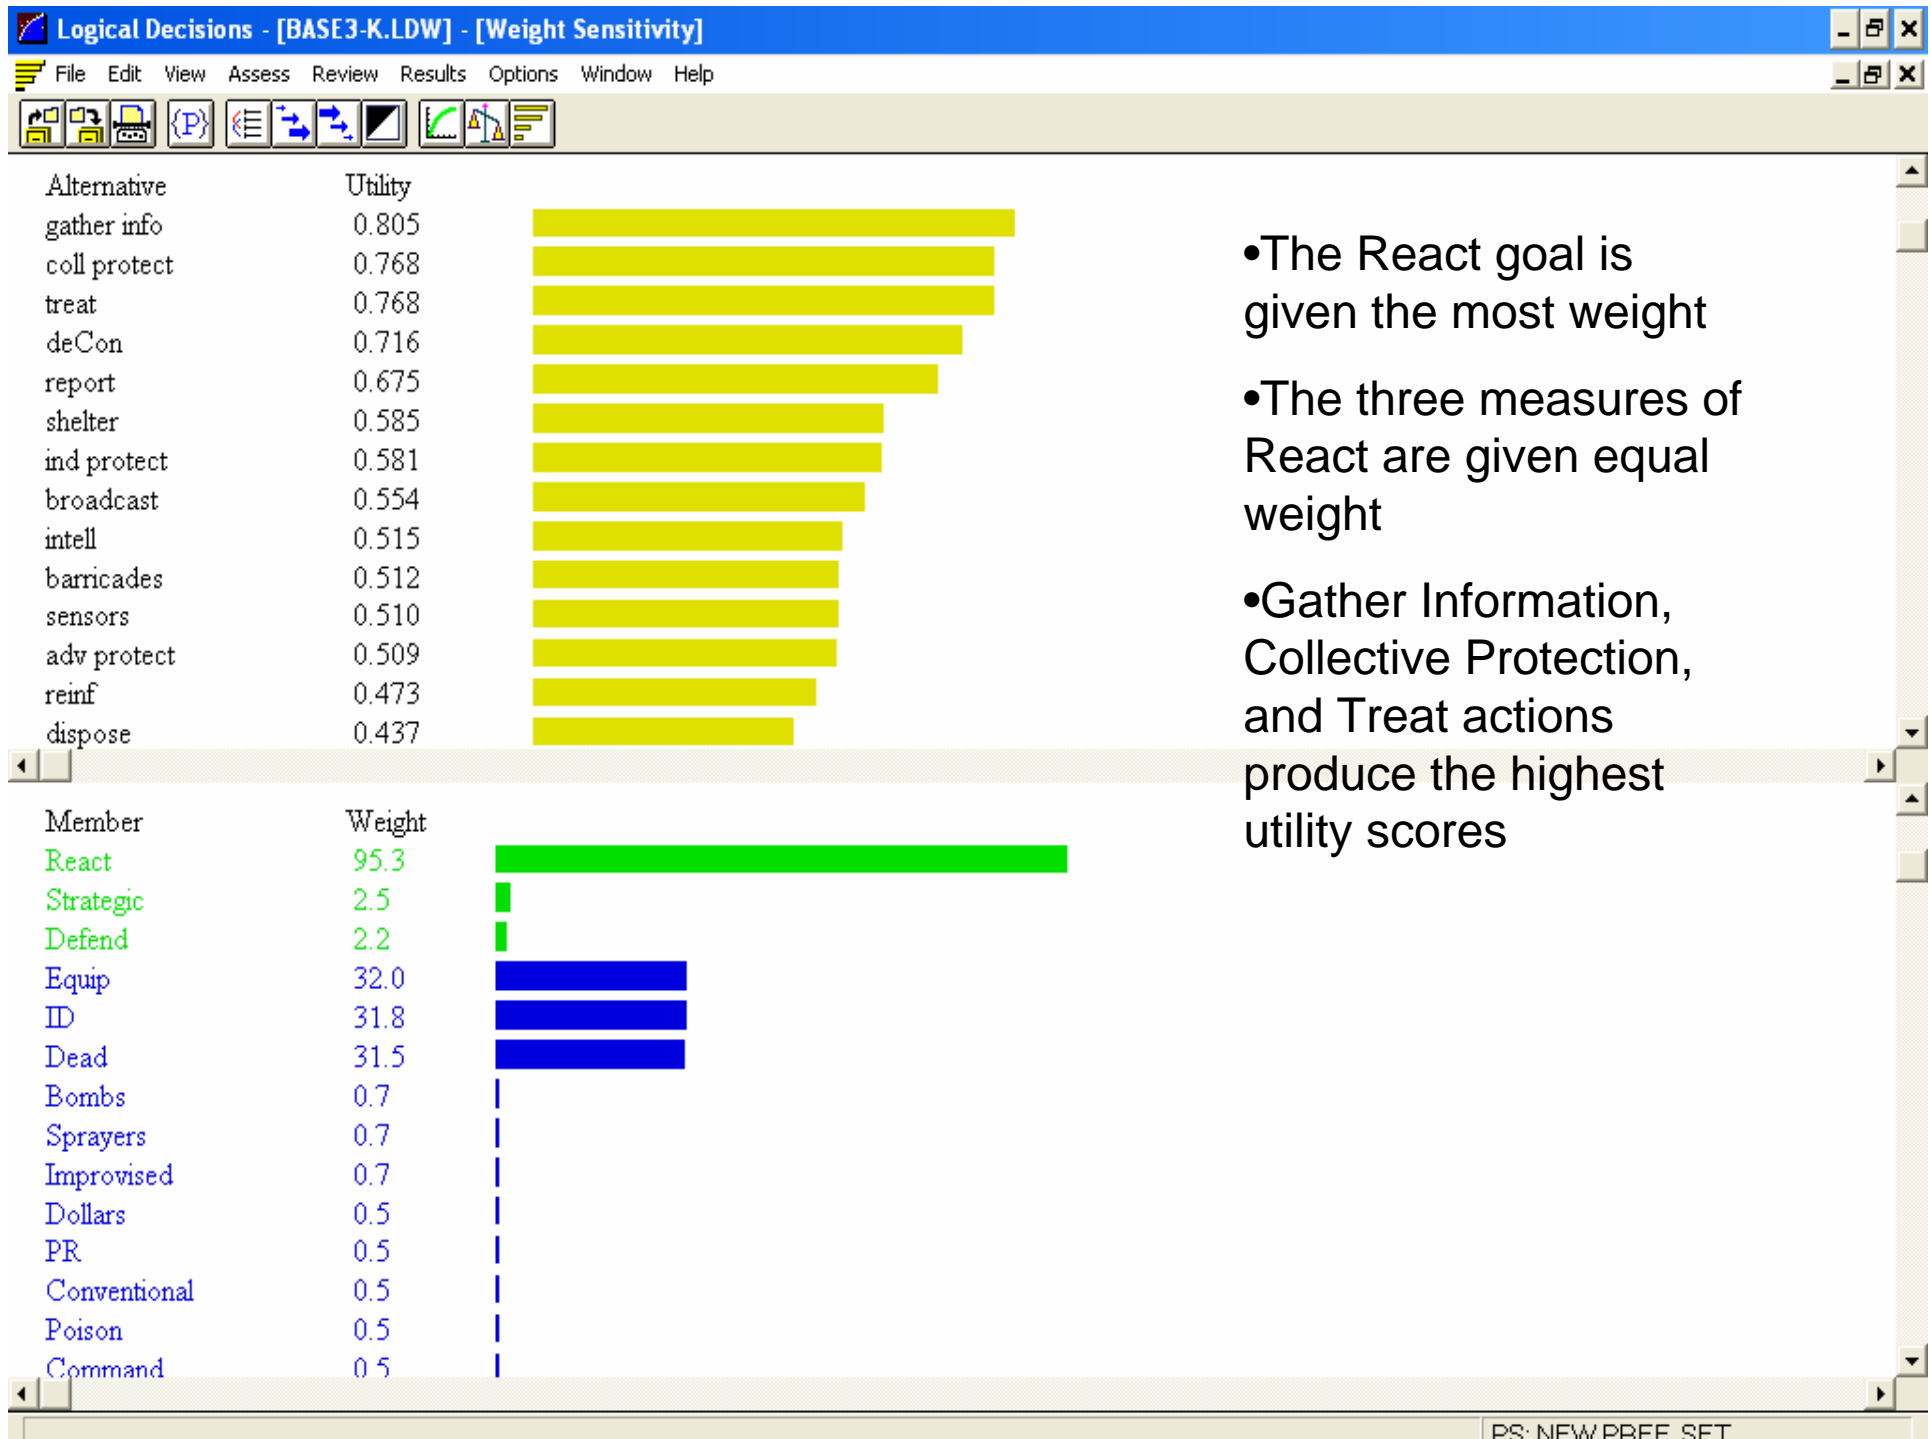 Logical Decisions - [BASE3-K.LDW] - [Weight Sensitivity]
File Edit View Assess Review Results Options Window Help
{P}
Alternative Utility
gather info 0.805
coll protect 0.768
treat 0.768
deCon 0.716
report 0.675
shelter 0.585
ind protect 0.581
broadcast 0.554
intell 0.515
barricades 0.512
sensors 0.510
adv protect 0.509
reinf 0.473
dispose 0.437
•The React goal is
given the most weight
•The three measures of
React are given equal
weight
•Gather Information,
Collective Protection,
and Treat actions
produce the highest
utility scores
Member Weight
React 95.3
Strategic 2.5
Defend 2.2
Equip 32.0
ID 31.8
Dead 31.5
Bombs 0.7
Sprayers 0.7
Improvised 0.7
Dollars 0.5
PR 0.5
Conventional 0.5
Poison 0.5
Command 0.5
PS: NEW PREF. SET